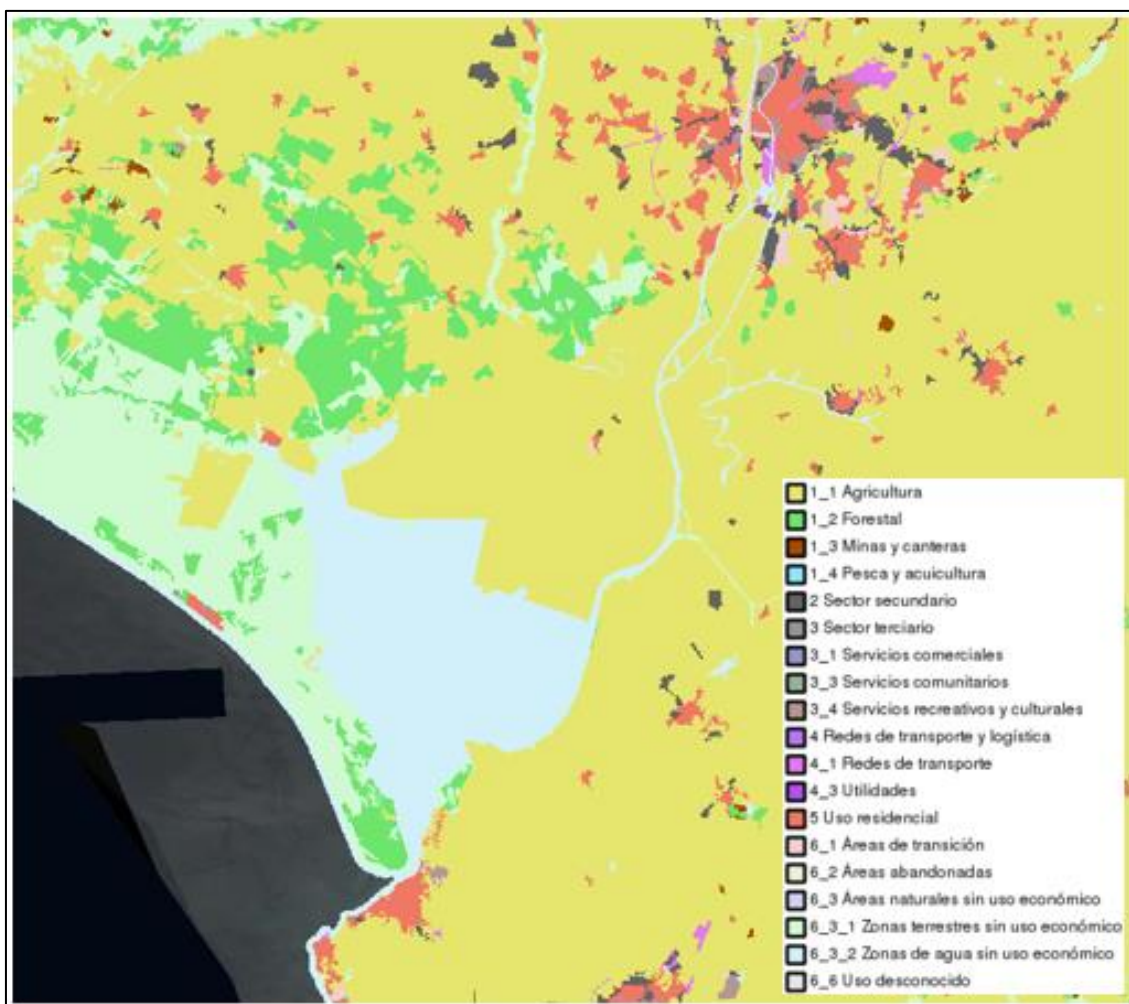 1_1 Agricultura
1_2 Forestal
1_3 Minas y canteras
1_4 Pesca y acuicultura
2 Sector secundario
3 Sector terciario
3_1 Servicios comerciales
3_3 Servicios comunitarios
3_4 Servicios recreativos y culturales
4 Redes de transporte y logística
4_1 Redes de transporte
4_3 Utilidades
5 Uso residencial
6_1 Áreas de transición
6_2 Áreas abandonadas
6_3 Áreas naturales sin uso económico
6_3_1 Zonas terrestres sin uso económico
6_3_2 Zonas de agua sin uso económico
6_6 Uso desconocido